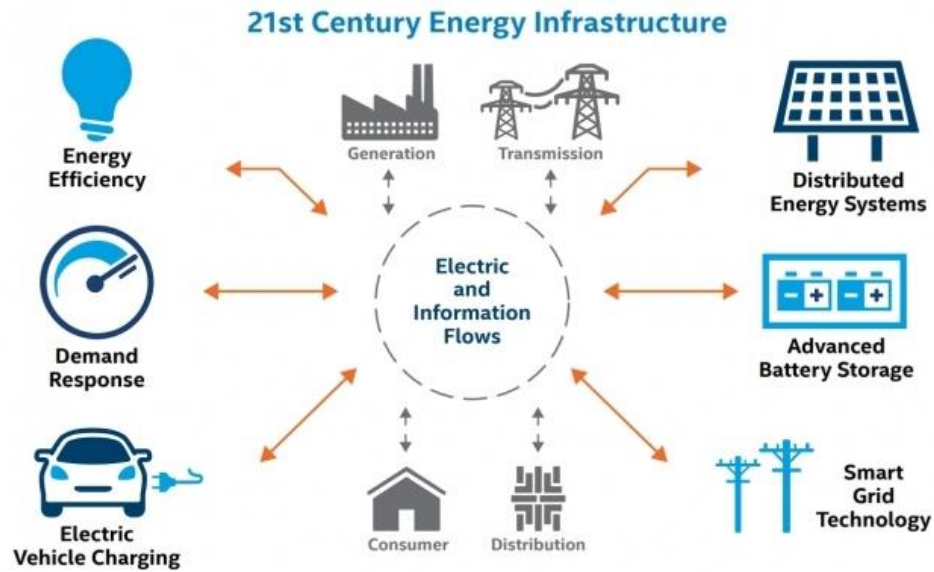 21st Century Energy Infrastructure
Generation
Transmission
Energy
Efficiency
Distributed
Energy Systems
Electric
and
Information
Flows
Demand
Response
Advanced
Battery Storage
Electric
Vehicle Charging
Consumer
Distribution
Smart
Grid
Technology